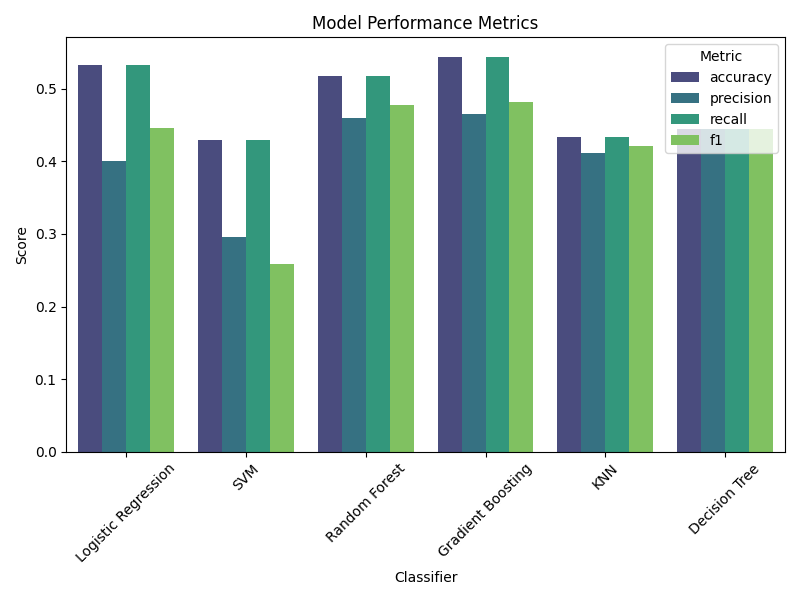 Model Performance Metrics
Metric
accuracy
precision
recall
f1
Score
0.5
0.4
0.3
0.2
0.1
0.0
Logistic Regression
SVM
Random Forest
Gradient Boosting
KNN
Decision Tree
Classifier